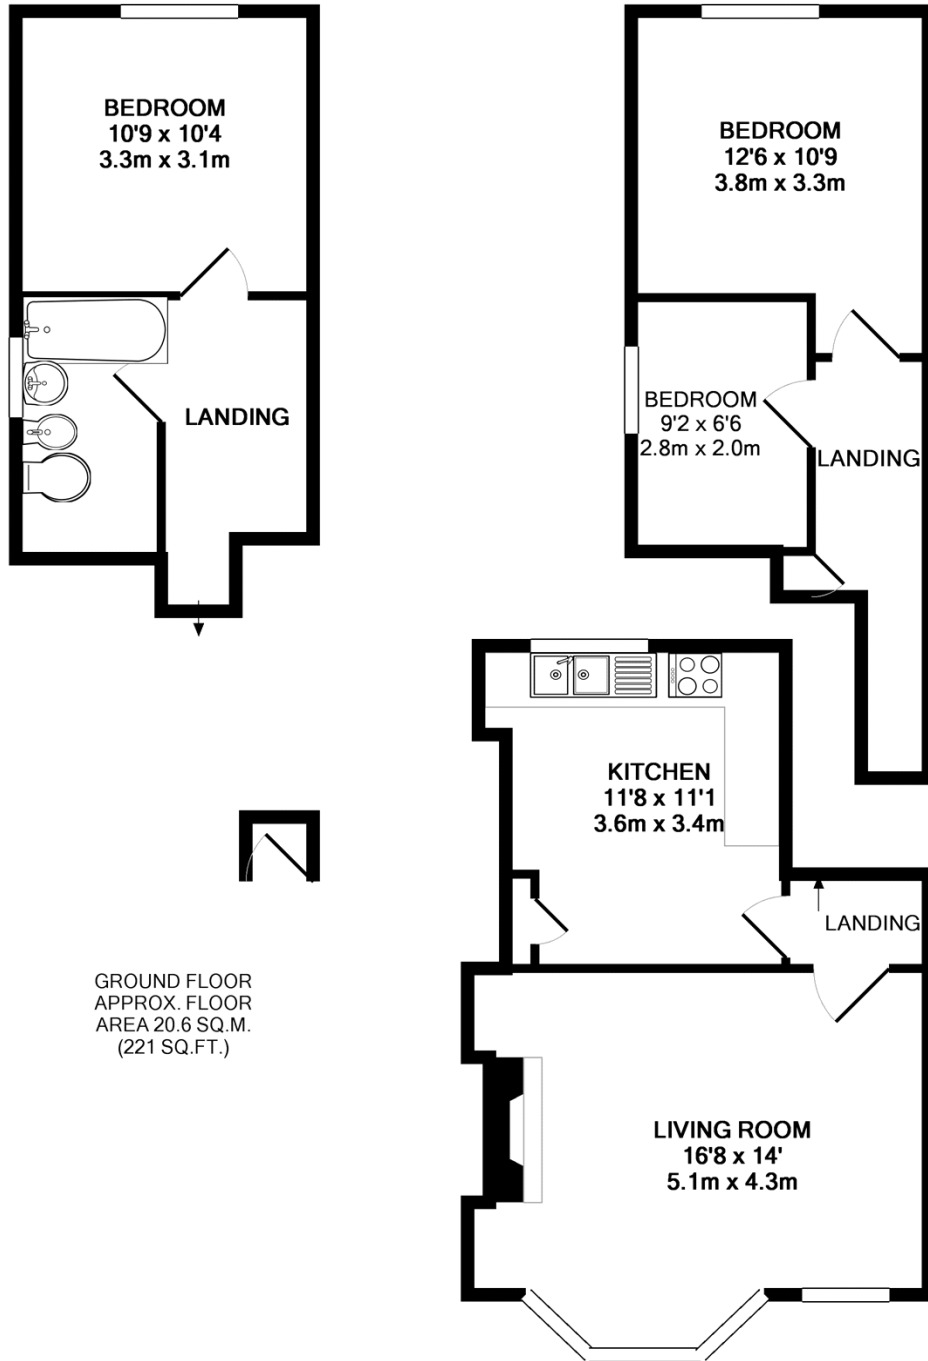 BEDROOM
10'9 x 10'4
3.3m x 3.1m
LANDING
BEDROOM
12'6 x 10'9
3.8m x 3.3m
BEDROOM
9'2 x 6'6
2.8m x 2.0m
LANDING
KITCHEN
11'8 x 11'1
3.6m x 3.4m
LANDING
GROUND FLOOR
APPROX. FLOOR
AREA 20.6 SQ.M.
(221 SQ.FT.)
LIVING ROOM
16'8 x 14'
5.1m x 4.3m